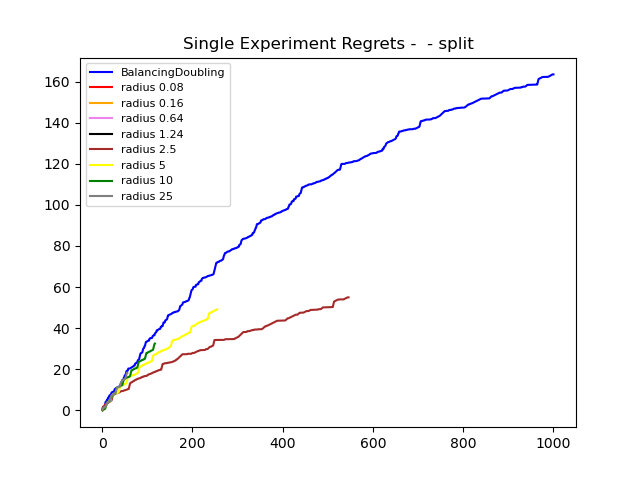 Single Experiment Regrets -  - split
BalancingDoubling
radius 0.08
radius 0.16
radius 0.64
radius 1.24
radius 2.5
radius 5
radius 10
radius 25
160
140
120
100
80
60
40
20
0
0 200 400 600 800 1000